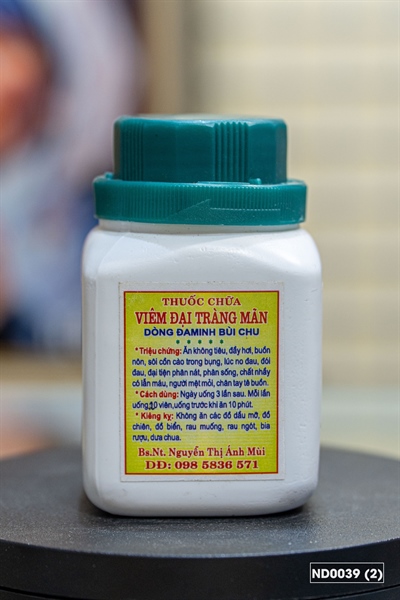 THUỐC CHỮA
VIÊM ĐẠI TRÀNG MÃN
DÒNG ĐAMINH BÙI CHU
* Triệu chứng: Ăn không tiêu, đầy hơi, buồn
nôn, sôi cồn cào trong bụng, lúc no đau, đói
đau, đại tiện phân nát, phân sống, chất nhầy
có lẫn máu, người mệt mỏi, chân tay tê buồn.
* Cách dùng: Ngày uống 3 lần sau. Mỗi lần
uống 20 viên, uống trước khi ăn 10 phút.
* Kiêng kỵ: Không ăn các đồ dầu mỡ, đồ
chiên, đồ biển, rau muống, rau ngót, bia
rượu, dưa chua.
Bs.Nt. Nguyễn Thị Ánh Mùi
DĐ: 098 5836 571
ND0039 (2)